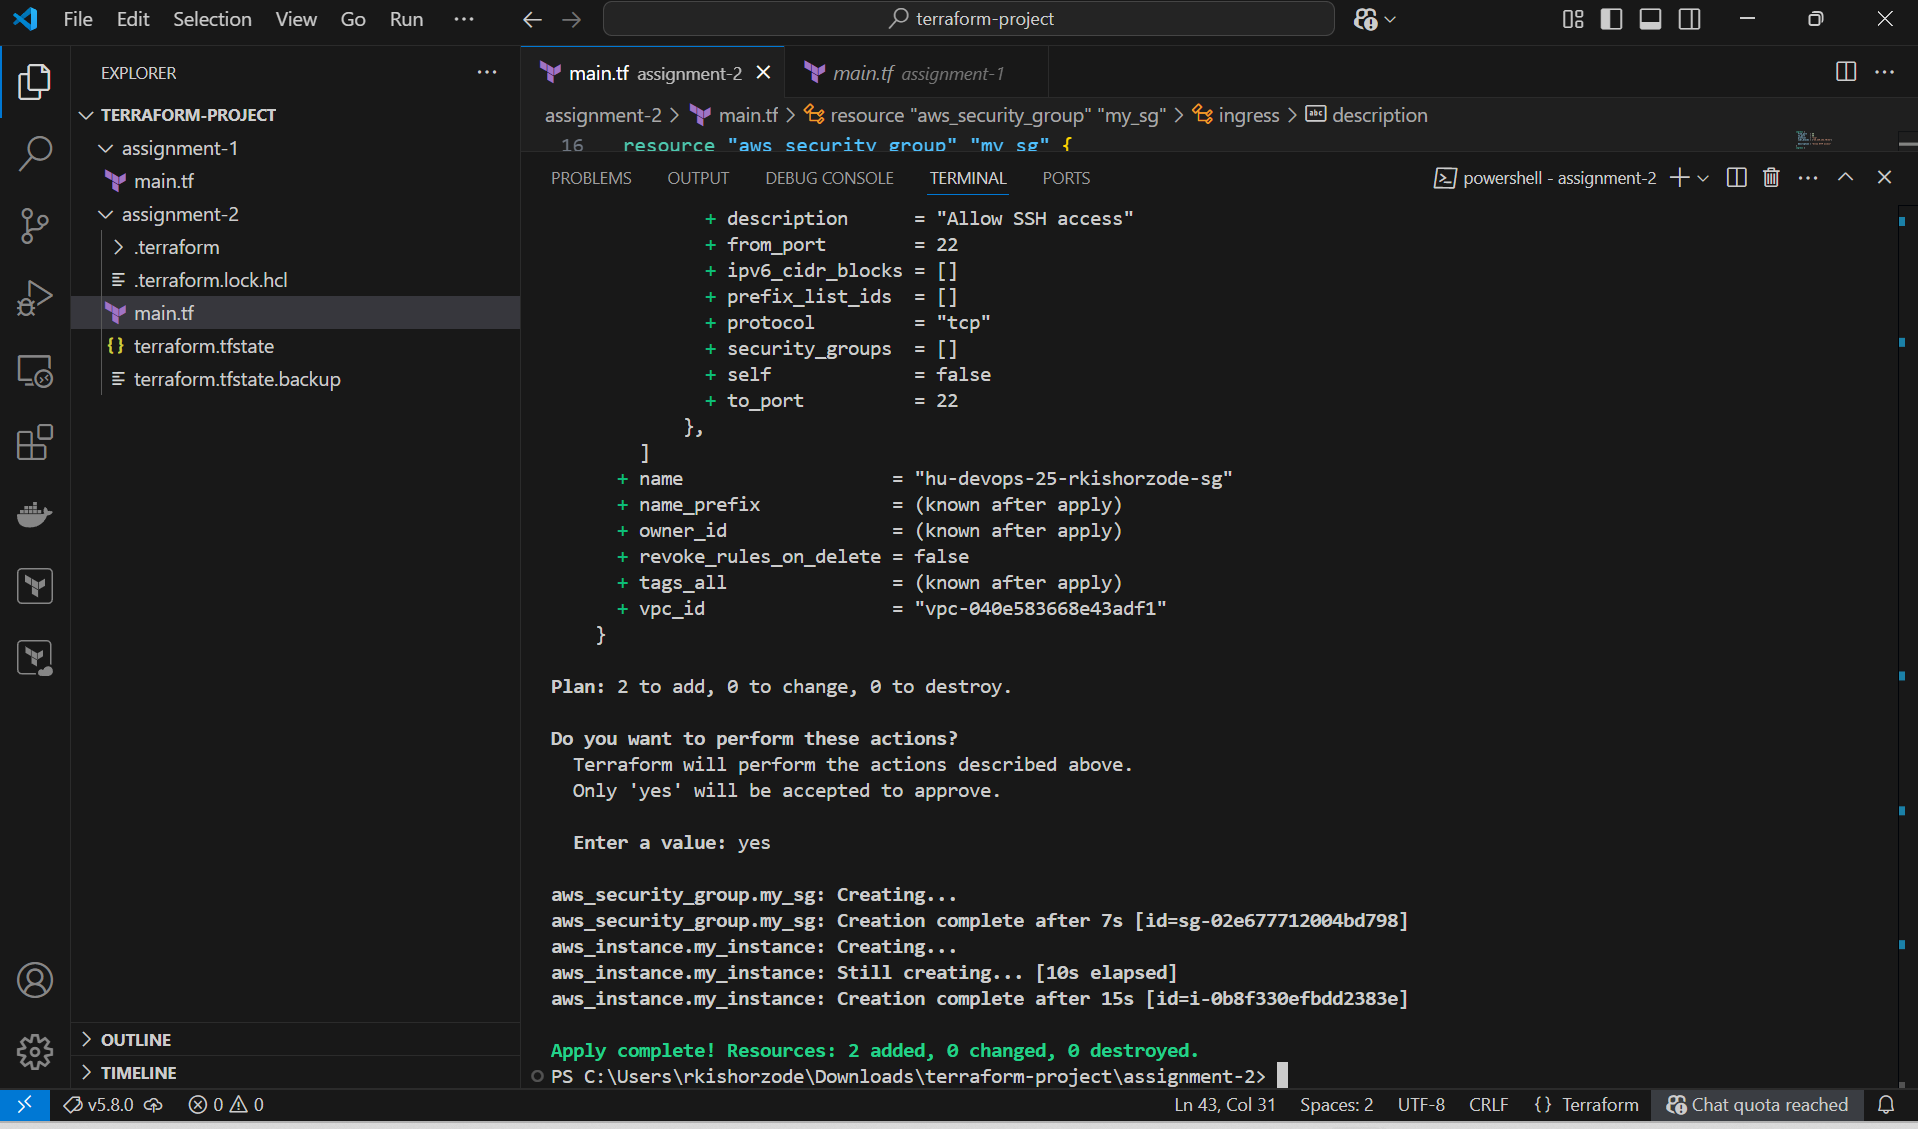 File Edit Selection View Go Run ··· terraform-project
EXPLORER
TERRAFORM-PROJECT
assignment-1
main.tf
assignment-2
.terraform
.terraform.lock.hcl
main.tf
terraform.tfstate
terraform.tfstate.backup
OUTLINE
TIMELINE
main.tf assignment-2
main.tf assignment-1
assignment-2 > main.tf > resource "aws_security_group" "my_sg" > ingress > description
16 resource "aws_security_group" "my_sg" {
PROBLEMS OUTPUT DEBUG CONSOLE TERMINAL PORTS
powershell - assignment-2
+ description = "Allow SSH access"
+ from_port = 22
+ ipv6_cidr_blocks = []
+ prefix_list_ids = []
+ protocol = "tcp"
+ security_groups = []
+ self = false
+ to_port = 22
},
]
+ name = "hu-devops-25-rkishorzode-sg"
+ name_prefix = (known after apply)
+ owner_id = (known after apply)
+ revoke_rules_on_delete = false
+ tags_all = (known after apply)
+ vpc_id = "vpc-040e583668e43adf1"
}
Plan: 2 to add, 0 to change, 0 to destroy.
Do you want to perform these actions?
Terraform will perform the actions described above.
Only 'yes' will be accepted to approve.
Enter a value: yes
aws_security_group.my_sg: Creating...
aws_security_group.my_sg: Creation complete after 7s [id=sg-02e677712004bd798]
aws_instance.my_instance: Creating...
aws_instance.my_instance: Still creating... [10s elapsed]
aws_instance.my_instance: Creation complete after 15s [id=i-0b8f330efbdd2383e]
Apply complete! Resources: 2 added, 0 changed, 0 destroyed.
PS C:\Users\rkishorzode\Downloads\terraform-project\assignment-2>
v5.8.0 0 0 Ln 43, Col 31 Spaces: 2 UTF-8 CRLF {} Terraform Chat quota reached